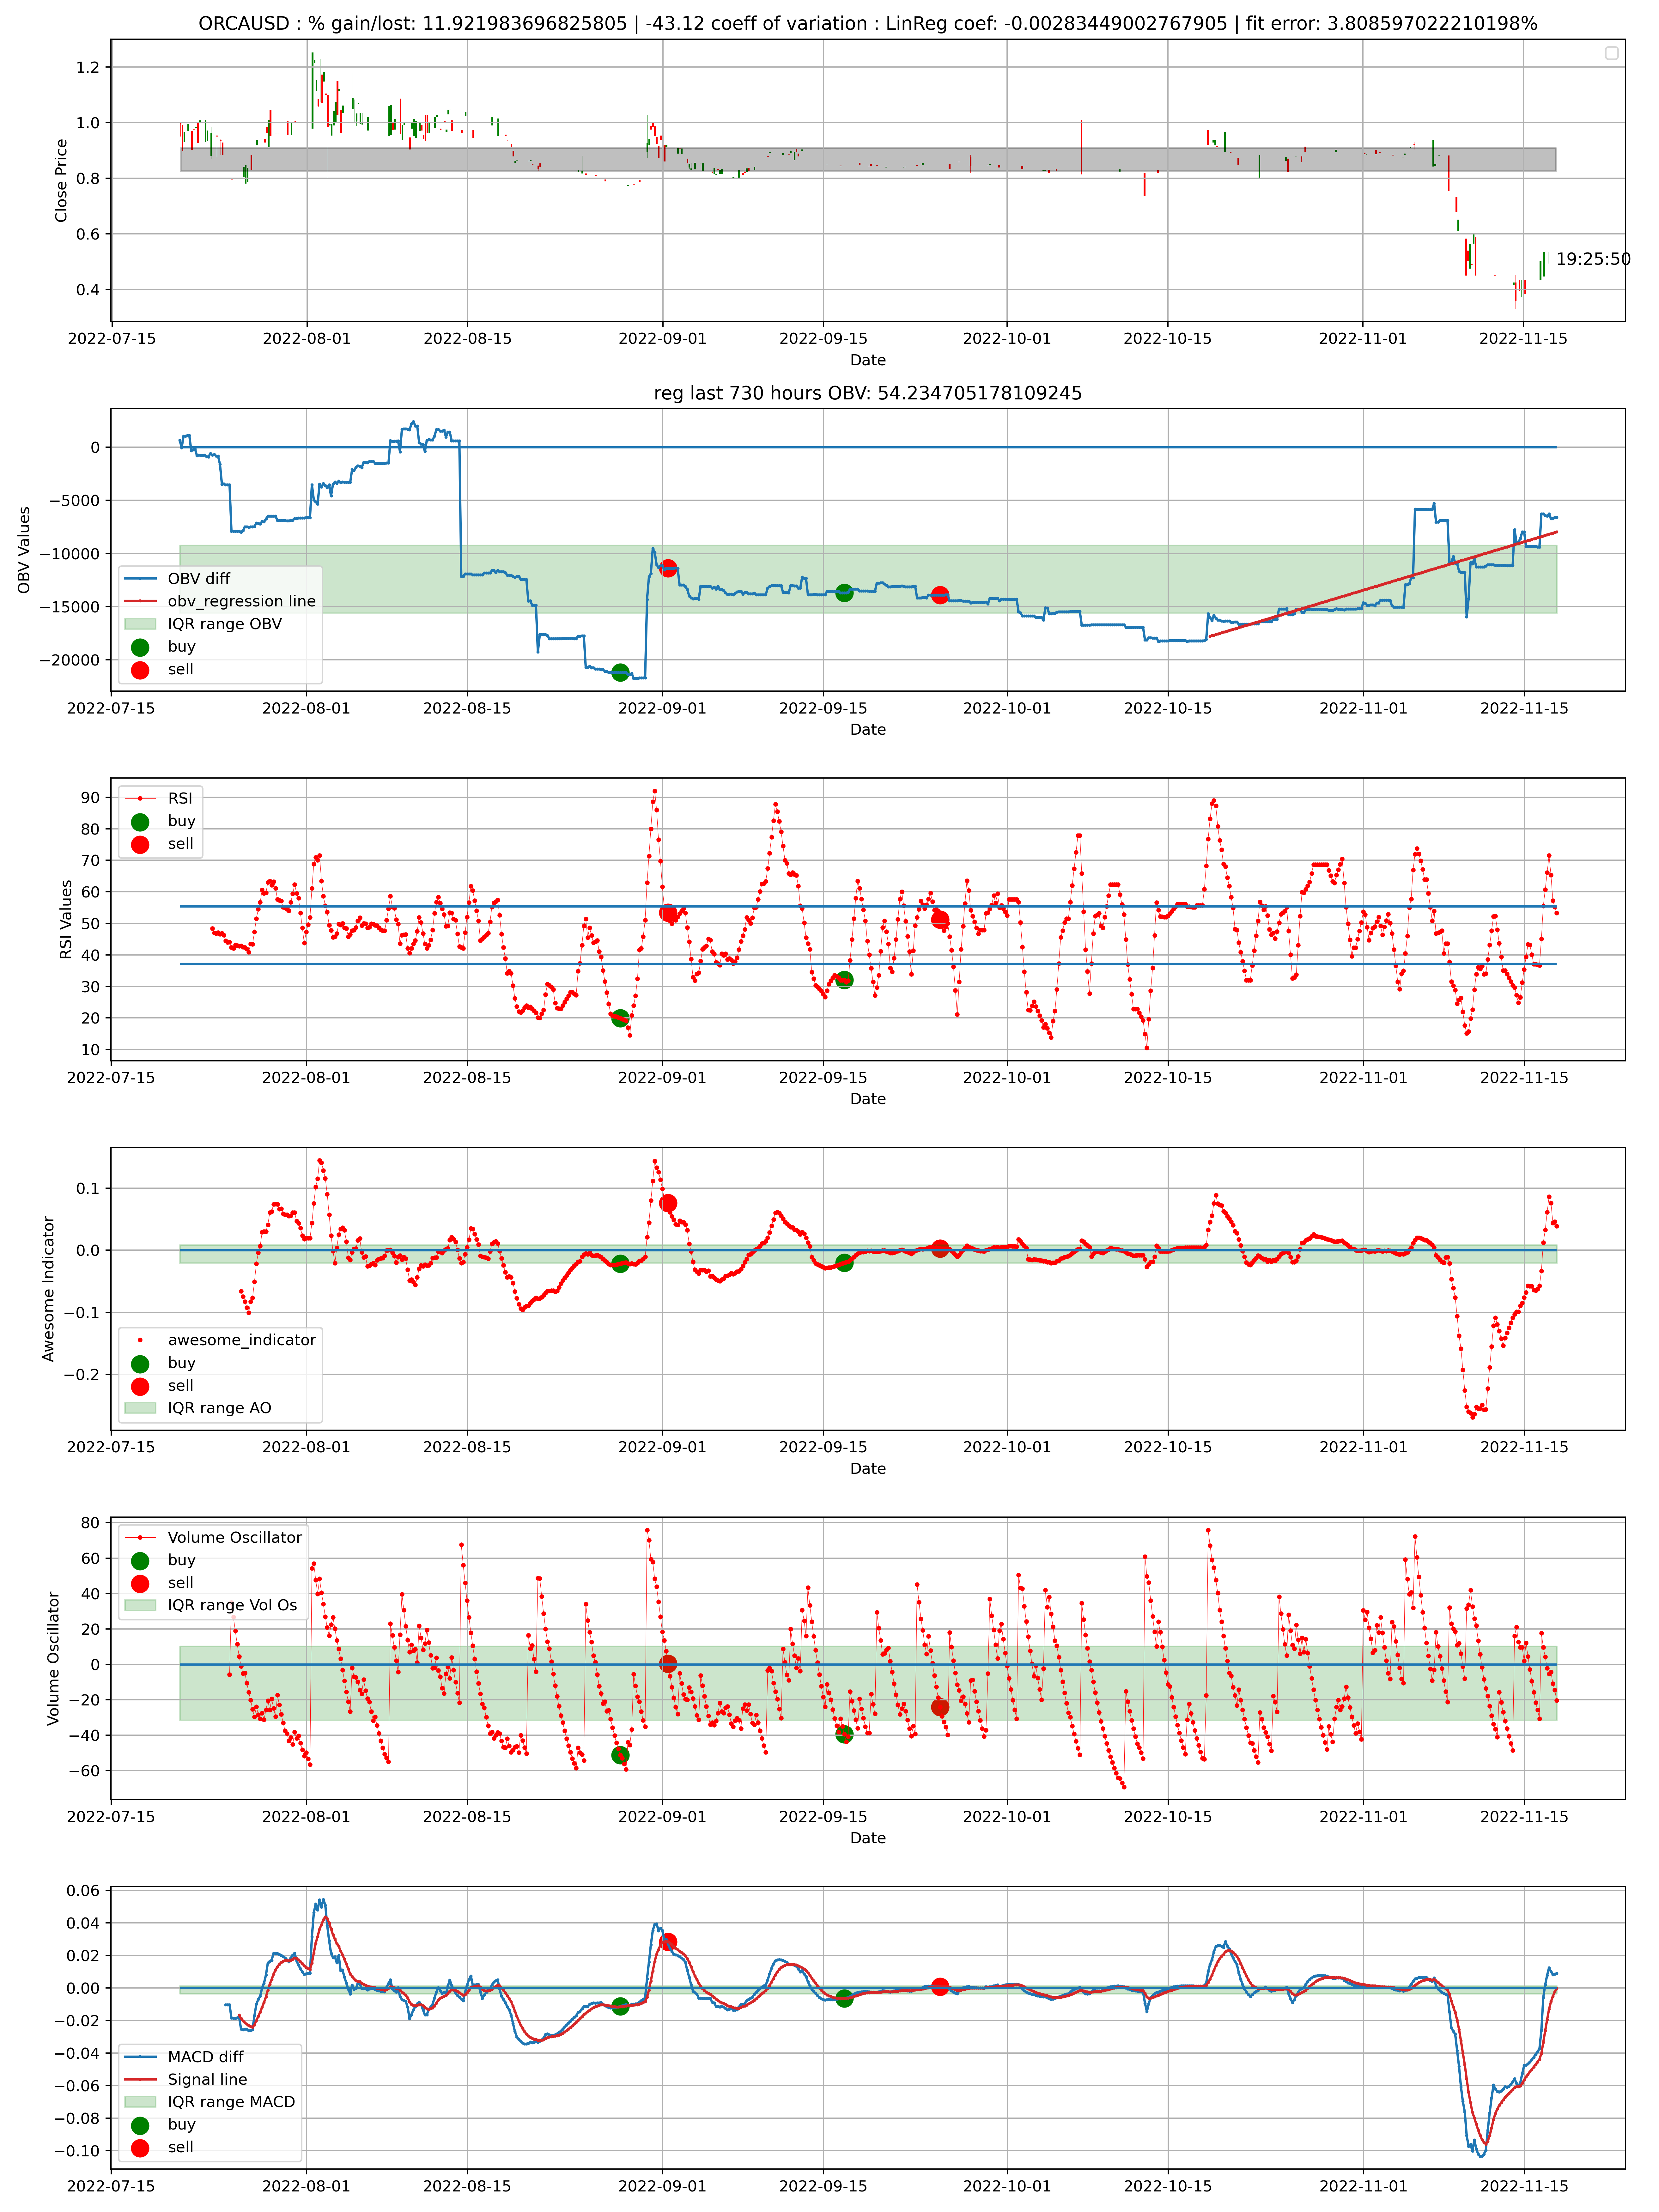 ORCAUSD : % gain/lost: 11.921983696825805 | -43.12 coeff of variation : LinReg coef: -0.00283449002767905 | fit error: 3.808597022210198%
Close Price
1.2
1.0
0.8
0.6
0.4
19:25:50
2022-07-15 2022-08-01 2022-08-15 2022-09-01 2022-09-15 2022-10-01 2022-10-15 2022-11-01 2022-11-15
Date
reg last 730 hours OBV: 54.234705178109245
OBV Values
0
−5000
−10000
−15000
−20000
OBV diff
obv_regression line
IQR range OBV
buy
sell
2022-07-15 2022-08-01 2022-08-15 2022-09-01 2022-09-15 2022-10-01 2022-10-15 2022-11-01 2022-11-15
Date
RSI Values
90
80
70
60
50
40
30
20
10
RSI
buy
sell
2022-07-15 2022-08-01 2022-08-15 2022-09-01 2022-09-15 2022-10-01 2022-10-15 2022-11-01 2022-11-15
Date
Awesome Indicator
0.1
0.0
−0.1
−0.2
awesome_indicator
buy
sell
IQR range AO
2022-07-15 2022-08-01 2022-08-15 2022-09-01 2022-09-15 2022-10-01 2022-10-15 2022-11-01 2022-11-15
Date
Volume Oscillator
80
60
40
20
0
−20
−40
−60
Volume Oscillator
buy
sell
IQR range Vol Os
2022-07-15 2022-08-01 2022-08-15 2022-09-01 2022-09-15 2022-10-01 2022-10-15 2022-11-01 2022-11-15
Date
0.06
0.04
0.02
0.00
−0.02
−0.04
−0.06
−0.08
−0.10
MACD diff
Signal line
IQR range MACD
buy
sell
2022-07-15 2022-08-01 2022-08-15 2022-09-01 2022-09-15 2022-10-01 2022-10-15 2022-11-01 2022-11-15